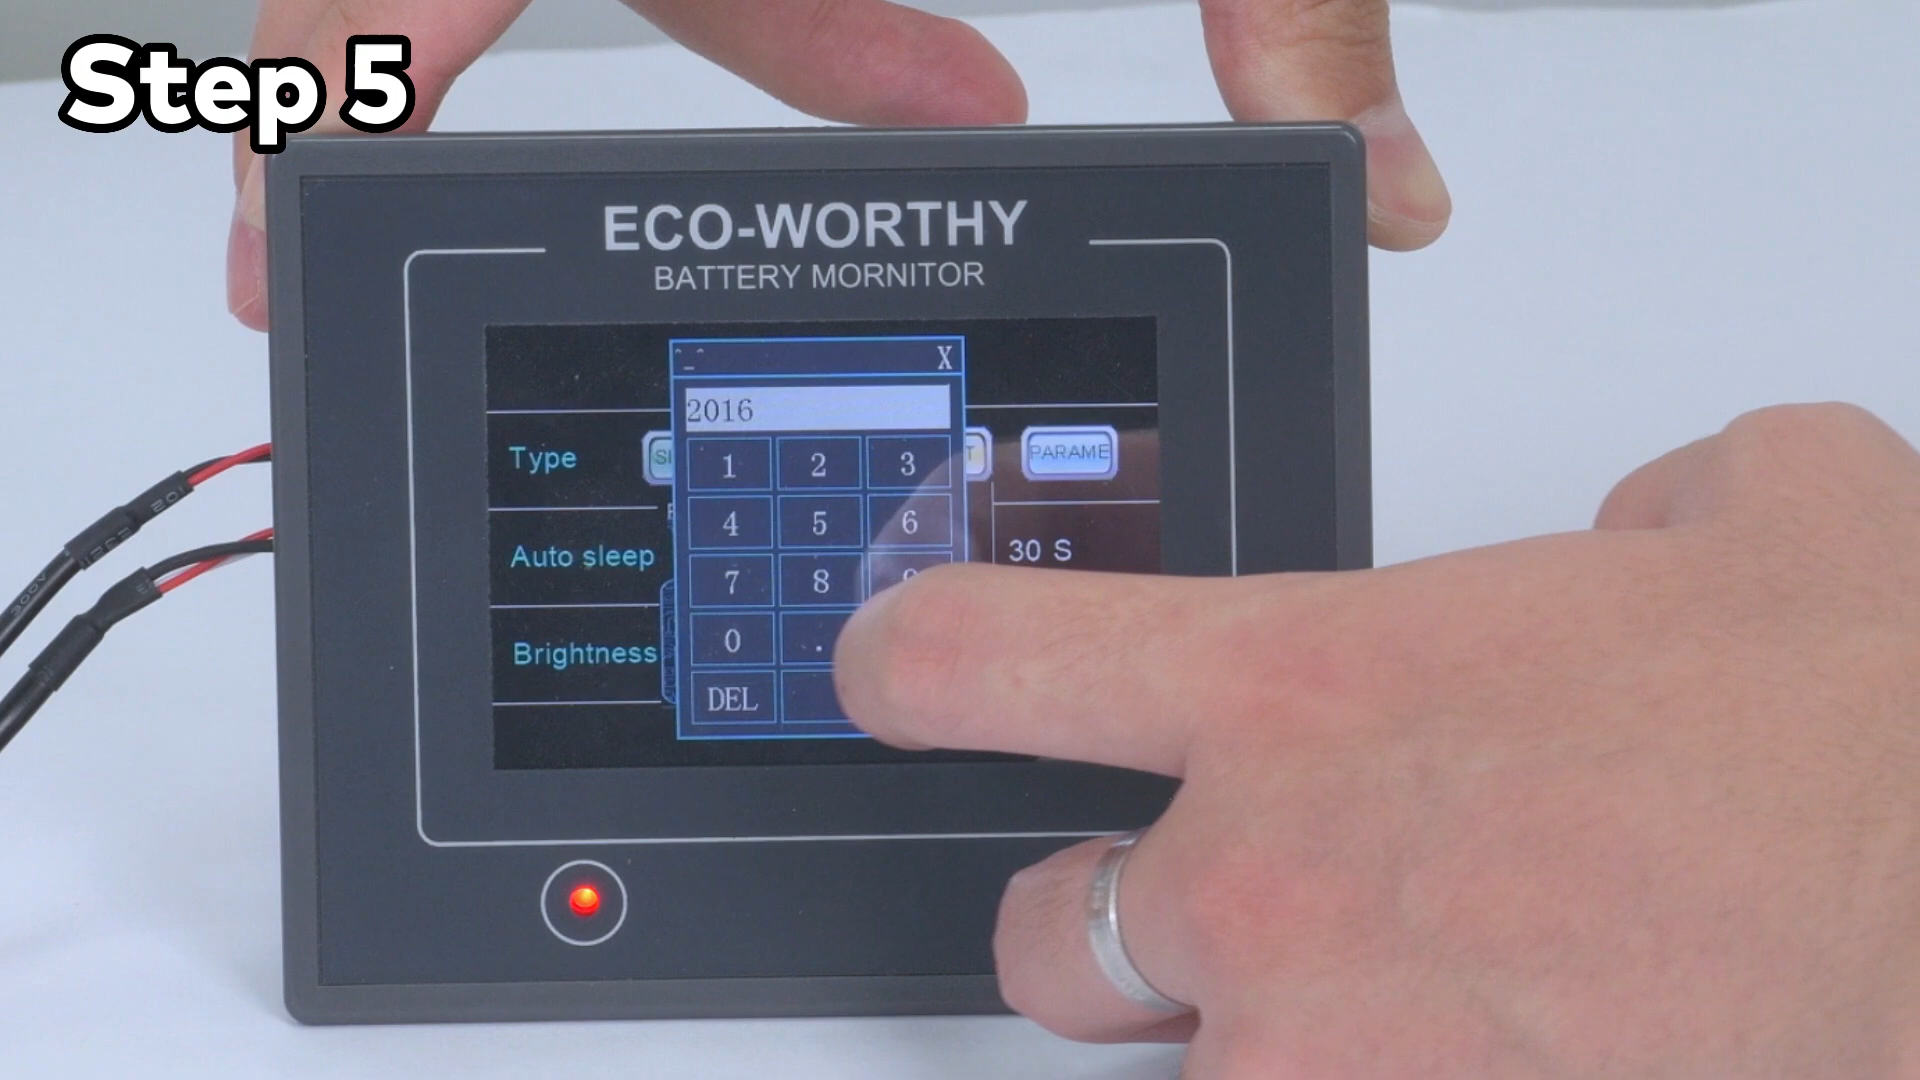 Step 5
ECO-WORTHY
BATTERY MORNITOR
^_^ X
2016
Type
1 2 3
PARAME
4 5 6
Auto sleep
30 S
7 8
0 .
Brightness
DEL